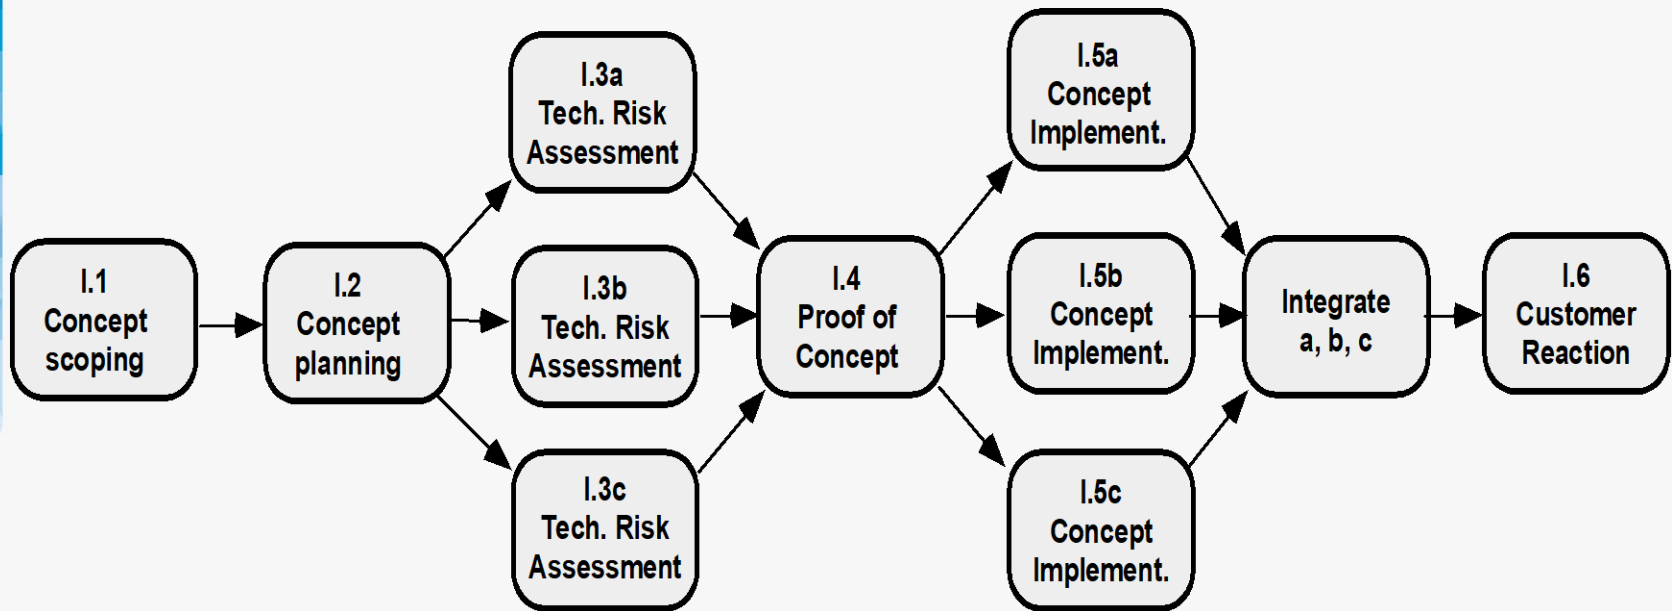 I.1
Concept
scoping
I.2
Concept
planning
I.3a
Tech. Risk
Assessment
I.3b
Tech. Risk
Assessment
I.3c
Tech. Risk
Assessment
I.4
Proof of
Concept
I.5a
Concept
Implement.
I.5b
Concept
Implement.
I.5c
Concept
Implement.
Integrate
a, b, c
I.6
Customer
Reaction